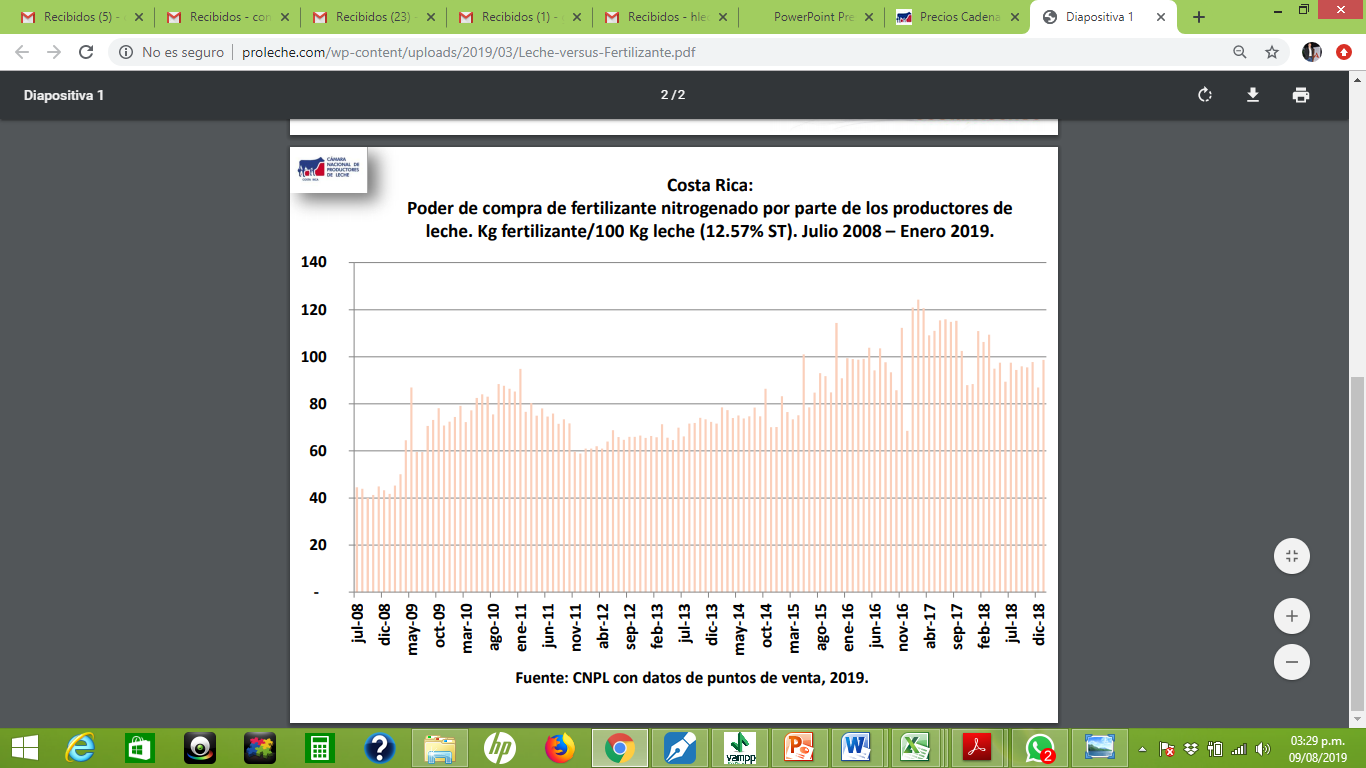 Recibidos (5) -
Recibidos - con
Recibidos (23) -
Recibidos (1) -
Recibidos - hle
PowerPoint Pre
Precios Cadena
Diapositiva 1
No es seguro
proleche.com/wp-content/uploads/2019/03/Leche-versus-Fertilizante.pdf
Diapositiva 1
2 / 2
CÁMARA
NACIONAL DE
PRODUCTORES
DE LECHE
COSTA RICA
Costa Rica:
Poder de compra de fertilizante nitrogenado por parte de los productores de
leche. Kg fertilizante/100 Kg leche (12.57% ST). Julio 2008 – Enero 2019.
140
120
100
80
60
40
20
-
jul-08
dic-08
may-09
oct-09
mar-10
ago-10
ene-11
jun-11
nov-11
abr-12
sep-12
feb-13
jul-13
dic-13
may-14
oct-14
mar-15
ago-15
ene-16
jun-16
nov-16
abr-17
sep-17
feb-18
jul-18
dic-18
Fuente: CNPL con datos de puntos de venta, 2019.
hp
vampp
2
03:29 p.m.
09/08/2019